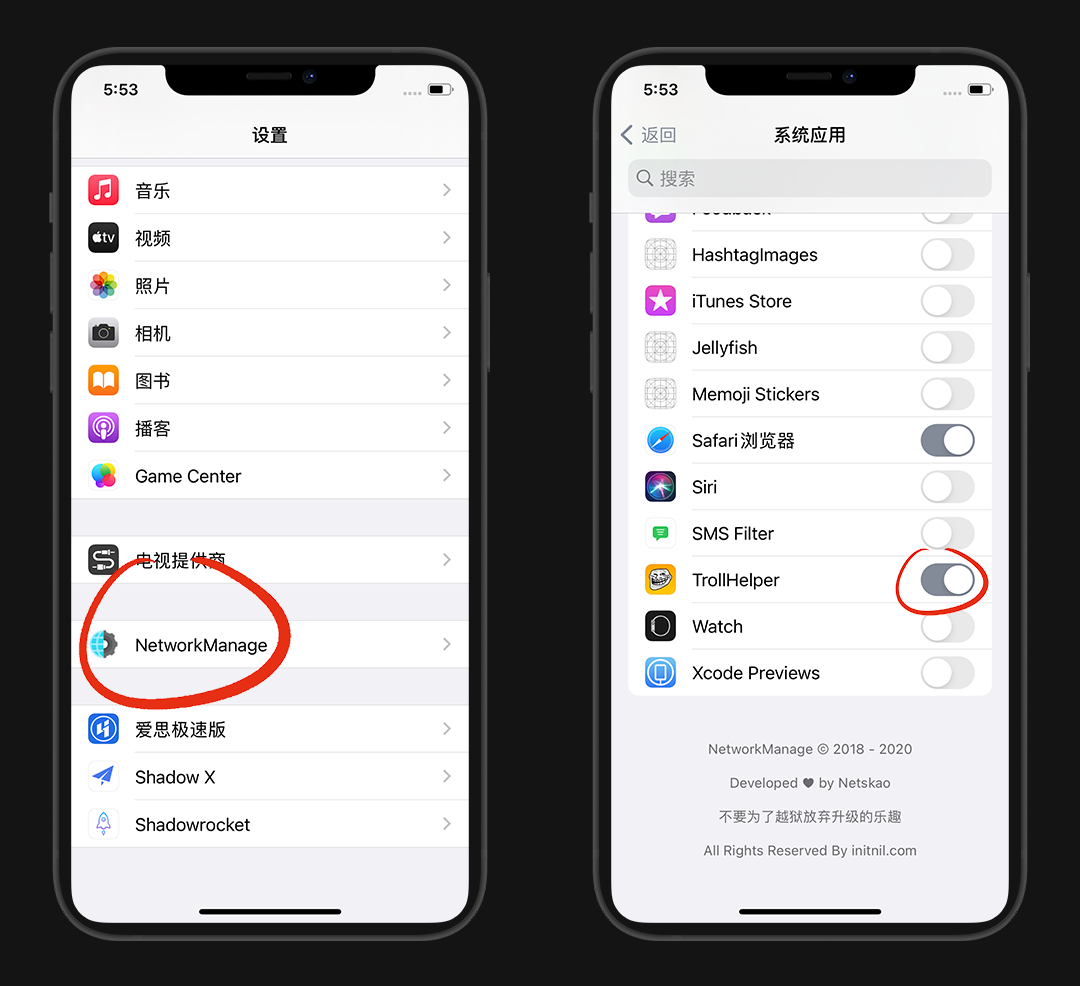 5:53
设置
音乐
tv
视频
照片
相机
图书
播客
Game Center
电视提供商
NetworkManage
爱思极速版
Shadow X
Shadowrocket
5:53
返回
系统应用
搜索
Feedback
HashtagImages
iTunes Store
Jellyfish
Memoji Stickers
Safari浏览器
Siri
SMS Filter
TrollHelper
Watch
Xcode Previews
NetworkManage © 2018 - 2020
Developed ♥ by Netskao
不要为了越狱放弃升级的乐趣
All Rights Reserved By initnil.com